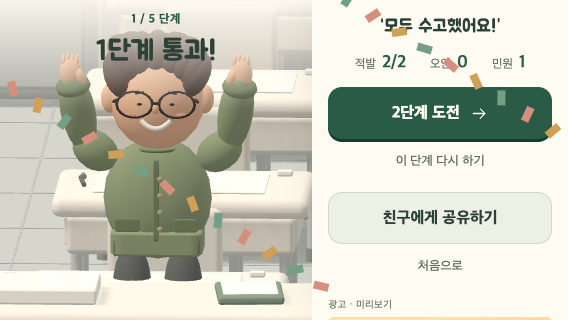 1 / 5 단계
1단계 통과!
'모두 수고했어요!'
적발 2/2 오인 0 민원 1
2단계 도전 →
이 단계 다시 하기
친구에게 공유하기
처음으로
광고 · 미리보기